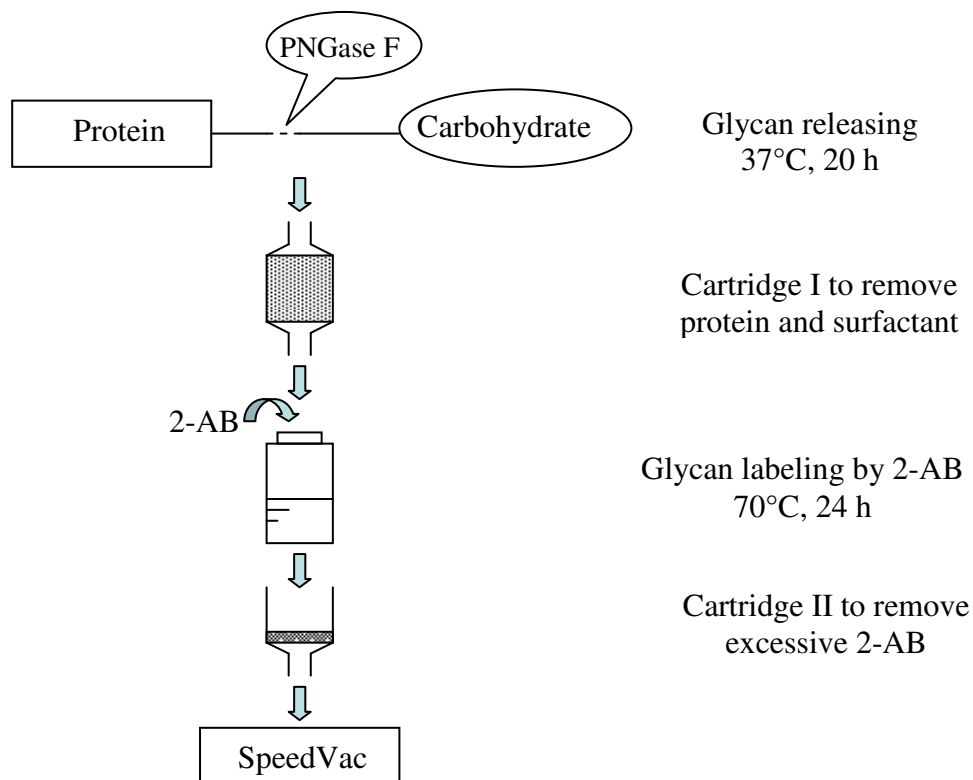 PNGase F
Protein
Carbohydrate
Glycan releasing
37°C, 20 h
Cartridge I to remove
protein and surfactant
2-AB
Glycan labeling by 2-AB
70°C, 24 h
Cartridge II to remove
excessive 2-AB
SpeedVac